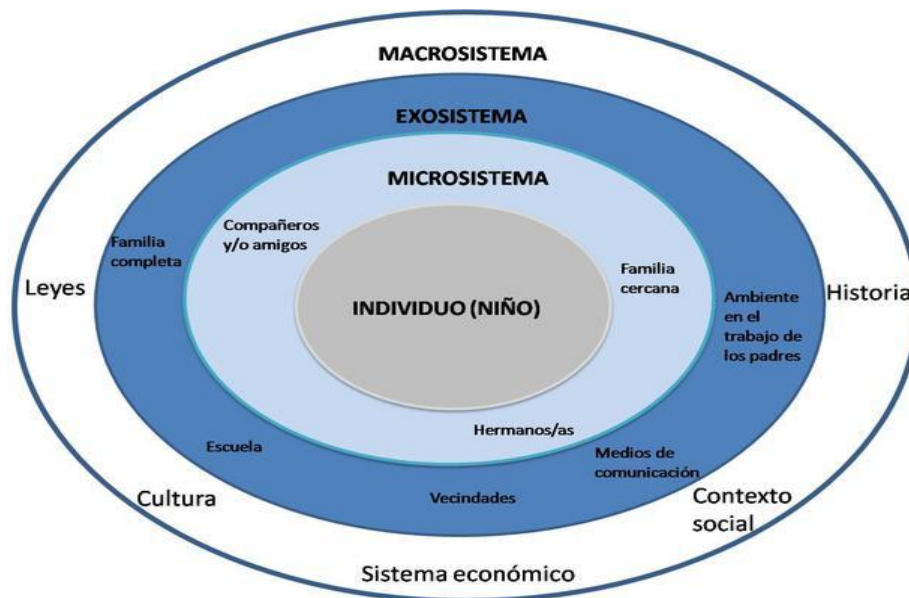 MACROSISTEMA
EXOSISTEMA
MICROSISTEMA
Compañeros
y/o amigos
Familia
completa
Familia
cercana
Leyes
INDIVIDUO (NIÑO)
Ambiente
en el
trabajo de
los padres
Historia
Hermanos/as
Escuela
Medios de
comunicación
Cultura
Vecindades
Contexto
social
Sistema económico